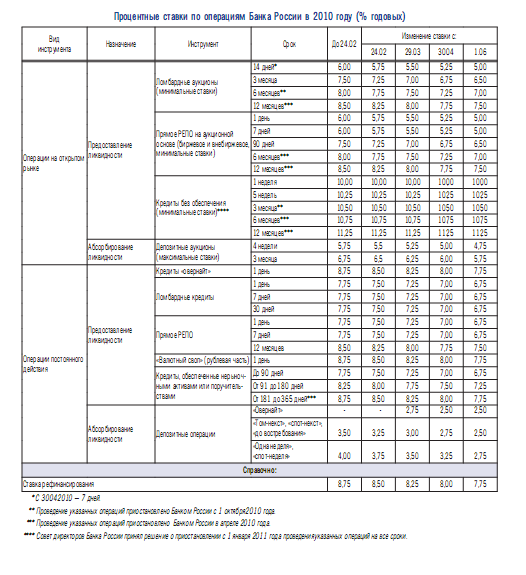 Процентные ставки по операциям Банка России в 2010 году (% годовых)
Вид инструмента Назначение Инструмент Срок До 24.02 Изменение ставки с:
24.02 29.03 3004 1.06
Операции на открытом рынке
Предоставление ликвидности
Ломбардные аукционы (минимальные ставки)
14 дней* 6,00 5,75 5,50 5,25 5,00
3 месяца 7,50 7,25 7,00 6,75 6,50
6 месяцев** 8,00 7,75 7,50 7,25 7,00
12 месяцев*** 8,50 8,25 8,00 7,75 7,50
Прямое РЕПО на аукционной основе (биржевое и внебиржевое, минимальные ставки)
1 день 6,00 5,75 5,50 5,25 5,00
7 дней 6,00 5,75 5,50 5,25 5,00
90 дней 7,50 7,25 7,00 6,75 6,50
6 месяцев*** 8,00 7,75 7,50 7,25 7,00
12 месяцев*** 8,50 8,25 8,00 7,75 7,50
Кредиты без обеспечения (минимальные ставки)****
1 неделя 10,00 10,00 10,00 1000 1000
5 недель 10,25 10,25 10,25 1025 1025
3 месяца** 10,50 10,50 10,50 1050 1050
6 месяцев*** 10,75 10,75 10,75 1075 1075
12 месяцев*** 11,25 11,25 11,25 1125 1125
Абсорбирование ликвидности
Депозитные аукционы (максимальные ставки)
4 недели 5,75 5,5 5,25 5,00 4,75
3 месяца 6,75 6,5 6,25 6,00 5,75
Операции постоянного действия
Предоставление ликвидности
Кредиты «овернайт» 1 день 8,75 8,50 8,25 8,00 7,75
Ломбардные кредиты
1 день 7,75 7,50 7,25 7,00 6,75
7 дней 7,75 7,50 7,25 7,00 6,75
30 дней 7,75 7,50 7,25 7,00 6,75
Прямое РЕПО
1 день 7,75 7,50 7,25 7,00 6,75
7 дней 7,75 7,50 7,25 7,00 6,75
12 месяцев 8,50 8,25 8,00 7,75 7,50
«Валютный своп» (рублевая часть) 1 день 8,75 8,50 8,25 8,00 7,75
Кредиты, обеспеченные нерыноч-
ными активами или поручитель-
ствами
До 90 дней 7,75 7,50 7,25 7,00 6,75
От 91 до 180 дней 8,25 8,00 7,75 7,50 7,25
От 181 до 365 дней*** 8,75 8,50 8,25 8,00 7,75
Абсорбирование ликвидности
Депозитные операции
«Овернайт» - - 2,75 2,50 2,50
«Том-некст», «спот-некст», «до востребования» 3,50 3,25 3,00 2,75 2,50
«Одна неделя», «спот-неделя» 4,00 3,75 3,50 3,25 2,75
Справочно:
Ставка рефинансирования 8,75 8,50 8,25 8,00 7,75
* С 30042010 – 7 дней
** Проведение указанных операций приостановлено Банком России с 1 октября 2010 года.
*** Проведение указанных операций приостановлено Банком России в апреле 2010 года
**** Совет директоров Банка России принял решение о приостановлении с 1 января 2011 года проведения указанных операций на все сроки.